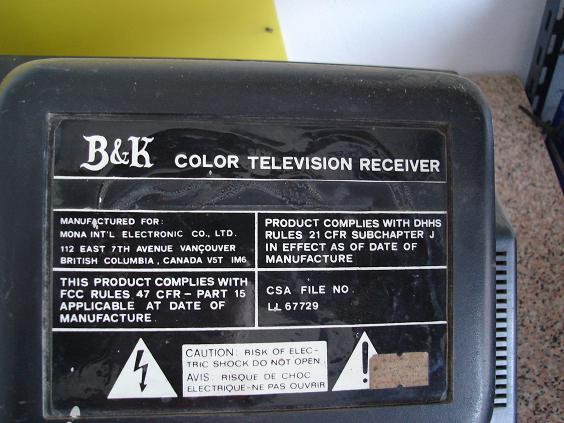 B&K COLOR TELEVISION RECEIVER
MANUFACTURED FOR:
MONA INT'L ELECTRONIC CO., LTD.
112 EAST 7TH AVENUE VANCOUVER
BRITISH COLUMBIA, CANADA V5T 1M6
PRODUCT COMPLIES WITH DHHS
RULES 21 CFR SUBCHAPTER J
IN EFFECT AS OF DATE OF
MANUFACTURE
THIS PRODUCT COMPLIES WITH
FCC RULES 47 CFR - PART 15
APPLICABLE AT DATE OF
MANUFACTURE.
CSA FILE NO.
LL 67729
CAUTION: RISK OF ELEC-
TRIC SHOCK DO NOT OPEN
AVIS: RISQUE DE CHOC
ELECTRIQUE-NE PAS OUVRIR